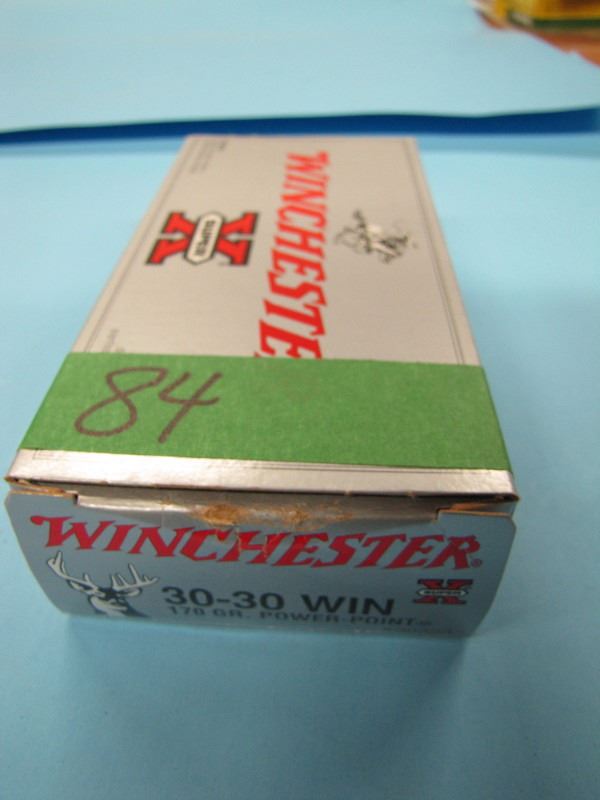 WINCHESTER
SUPER X
84
WINCHESTER®
30-30 WIN
SUPER X
170 GR. POWER-POINT